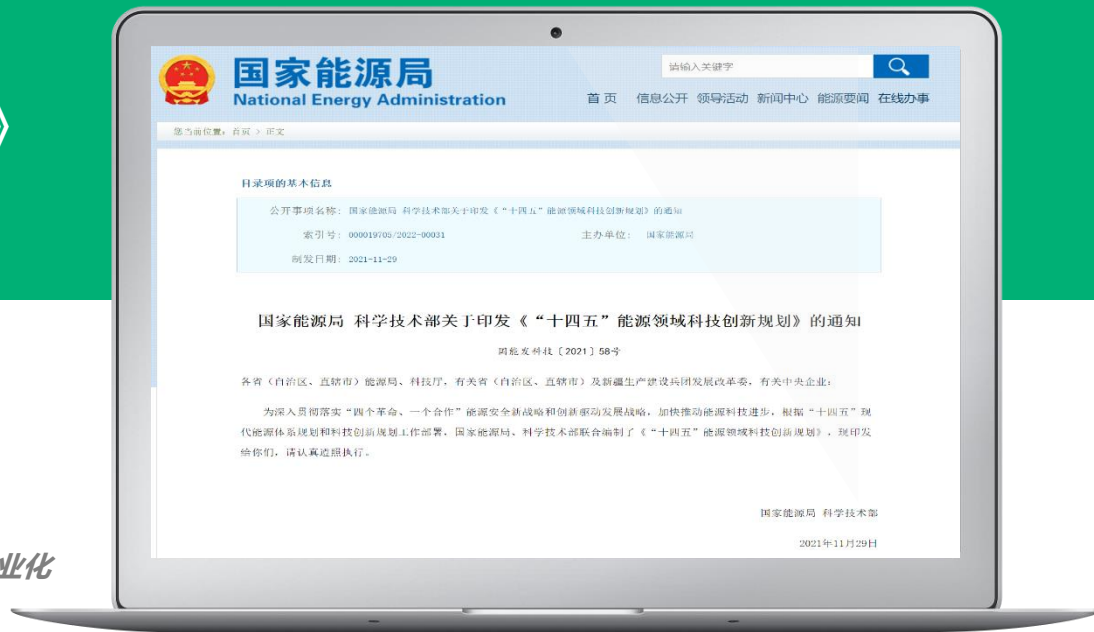 》
国家能源局
National Energy Administration
请输入关键字
首 页 信息公开 领导活动 新闻中心 能源要闻 在线办事
您当前位置：首页 > 正文
目录项的基本信息
公开事项名称： 国家能源局 科学技术部关于印发《“十四五”能源领域科技创新规划》的通知
索引号： 000019705/2022-00031 主办单位： 国家能源局
制发日期： 2021-11-29
国家能源局 科学技术部关于印发《“十四五”能源领域科技创新规划》的通知
国能发科技〔2021〕58号
各省（自治区、直辖市）能源局、科技厅，有关省（自治区、直辖市）及新疆生产建设兵团发展改革委，有关中央企业：
为深入贯彻落实“四个革命、一个合作”能源安全新战略和创新驱动发展战略，加快推动能源科技进步，根据“十四五”现
代能源体系规划和科技创新规划工作部署，国家能源局、科学技术部联合编制了《“十四五”能源领域科技创新规划》，现印发
给你们，请认真遵照执行。
国家能源局 科学技术部
2021年11月29日
业化